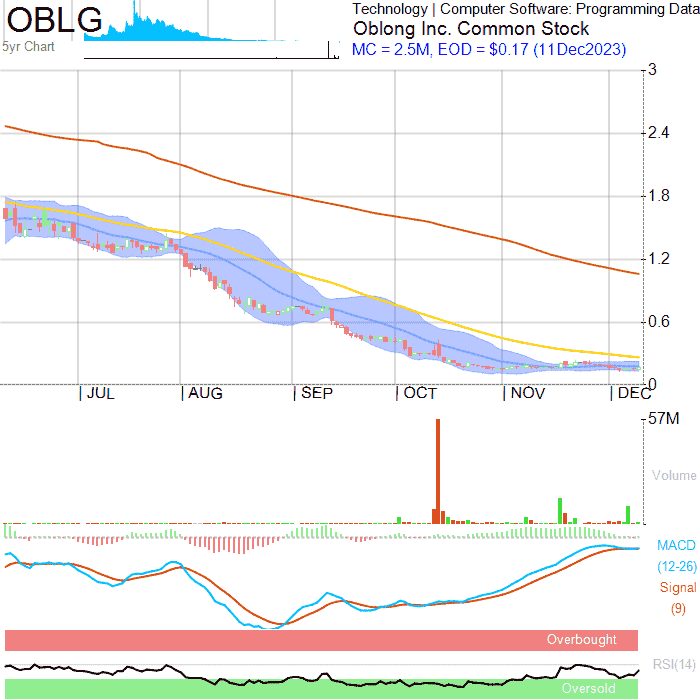 OBLG
Technology | Computer Software: Programming Data
Oblong Inc. Common Stock
5yr Chart
MC = 2.5M, EOD = $0.17 (11Dec2023)
3
2.4
1.8
1.2
0.6
0
| JUL | AUG | SEP | OCT | NOV | DEC
57M
Volume
MACD
(12-26)
Signal
(9)
Overbought
RSI(14)
Oversold